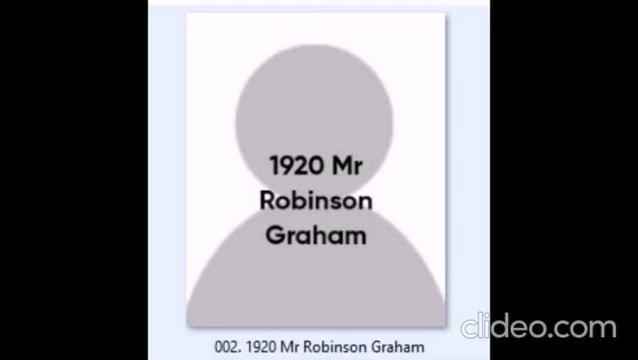 1920 Mr
Robinson
Graham
clideo.com
002. 1920 Mr Robinson Graham